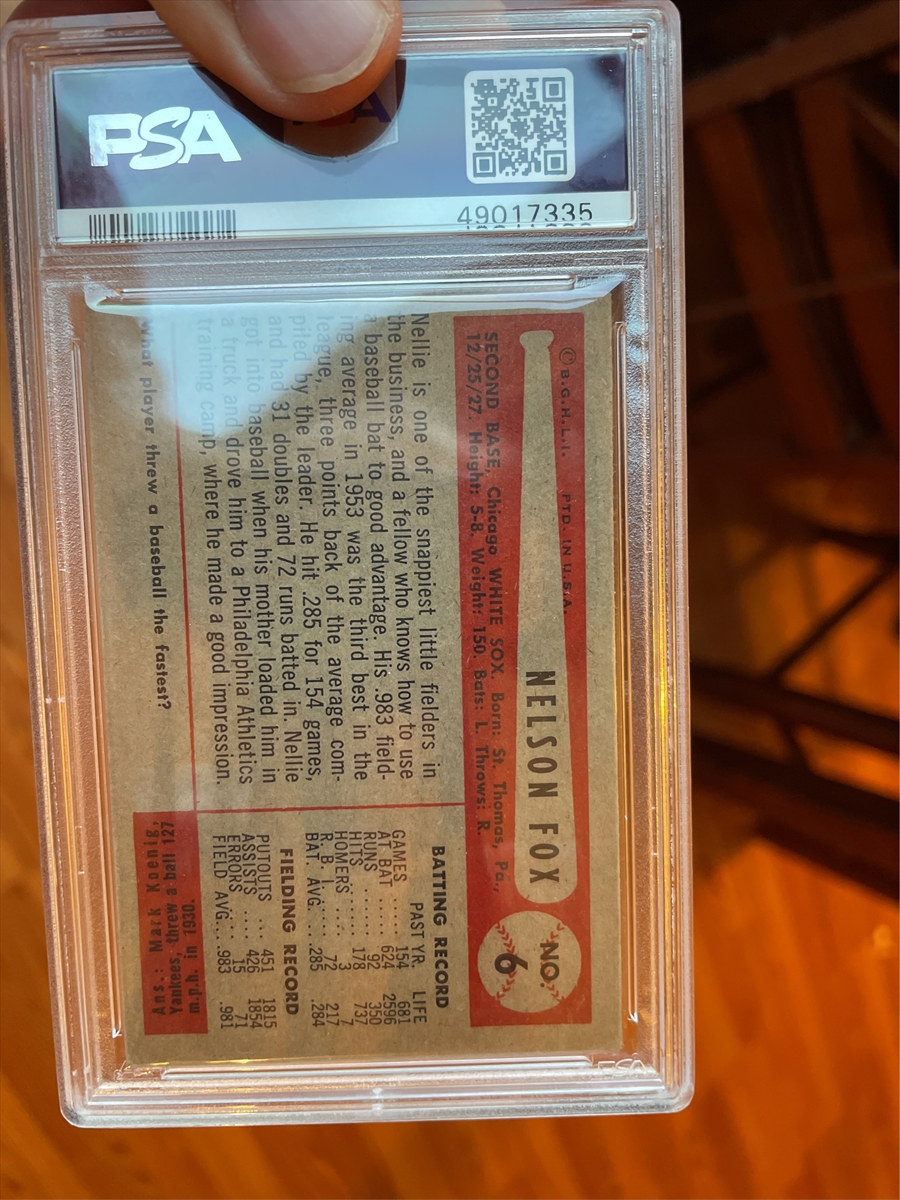 PSA
49017335
© B.G.H.L.I. PTD. IN U.S.A.
NELSON FOX
NO.
6
SECOND BASE, Chicago WHITE SOX. Born: St. Thomas, Pa.,
12/25/27. Height: 5-8. Weight: 150. Bats: L. Throws: R.
Nellie is one of the snappiest little fielders in
the business, and a fellow who knows how to use
a baseball bat to good advantage. His .983 field-
ing average in 1953 was the third best in the
league, three points back of the average com-
piled by the leader. He hit .285 for 154 games,
and had 31 doubles and 72 runs batted in. Nellie
got into baseball when his mother loaded him in
a truck and drove him to a Philadelphia Athletics
training camp, where he made a good impression.
BATTING RECORD
PAST YR. LIFE
GAMES ..... 154 681
AT BAT ..... 624 2596
RUNS ...... 92 350
HITS ....... 178 737
HOMERS .... 3 7
R. B. I. ..... 72 217
BAT. AVG. .. .285 .284
FIELDING RECORD
PUTOUTS ... 451 1815
ASSISTS .... 426 1854
ERRORS ... 15 71
FIELD AVG. .. .983 .981
What player threw a baseball the fastest?
Ans.: Mark Koenig,
Yankees, threw a ball 127
m.p.h. in 1930.
PSA